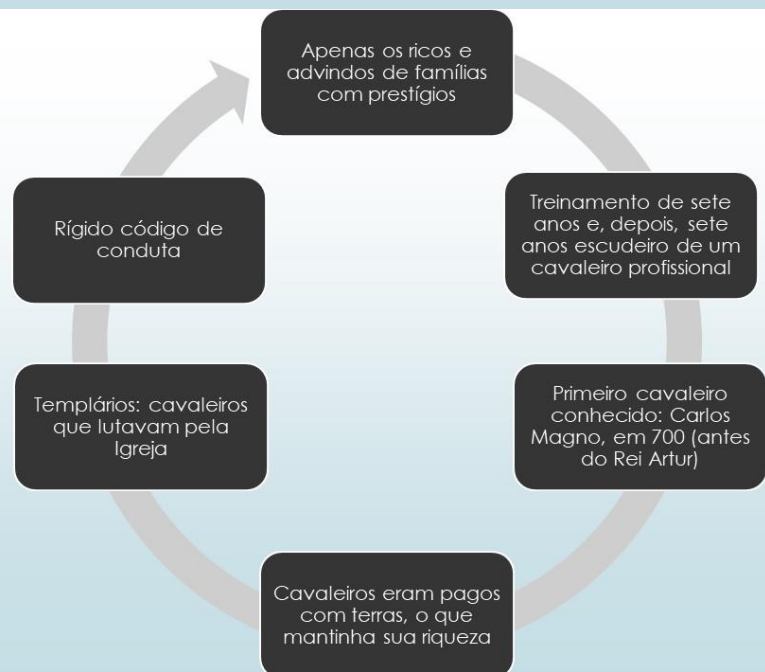 Apenas os ricos e
advindos de famílias
com prestígios
Treinamento de sete
anos e, depois, sete
anos escudeiro de um
cavaleiro profissional
Primeiro cavaleiro
conhecido: Carlos
Magno, em 700 (antes
do Rei Artur)
Cavaleiros eram pagos
com terras, o que
mantinha sua riqueza
Templários: cavaleiros
que lutavam pela
Igreja
Rígido código de
conduta